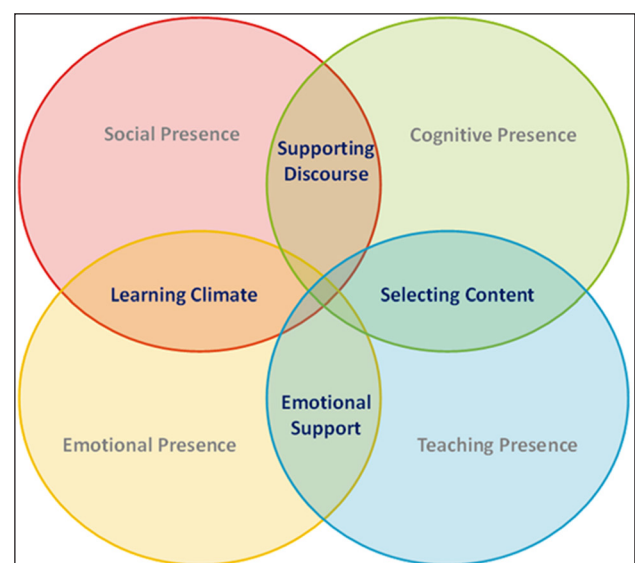 Social Presence
Cognitive Presence
Supporting
Discourse
Learning Climate
Selecting Content
Emotional
Support
Emotional Presence
Teaching Presence